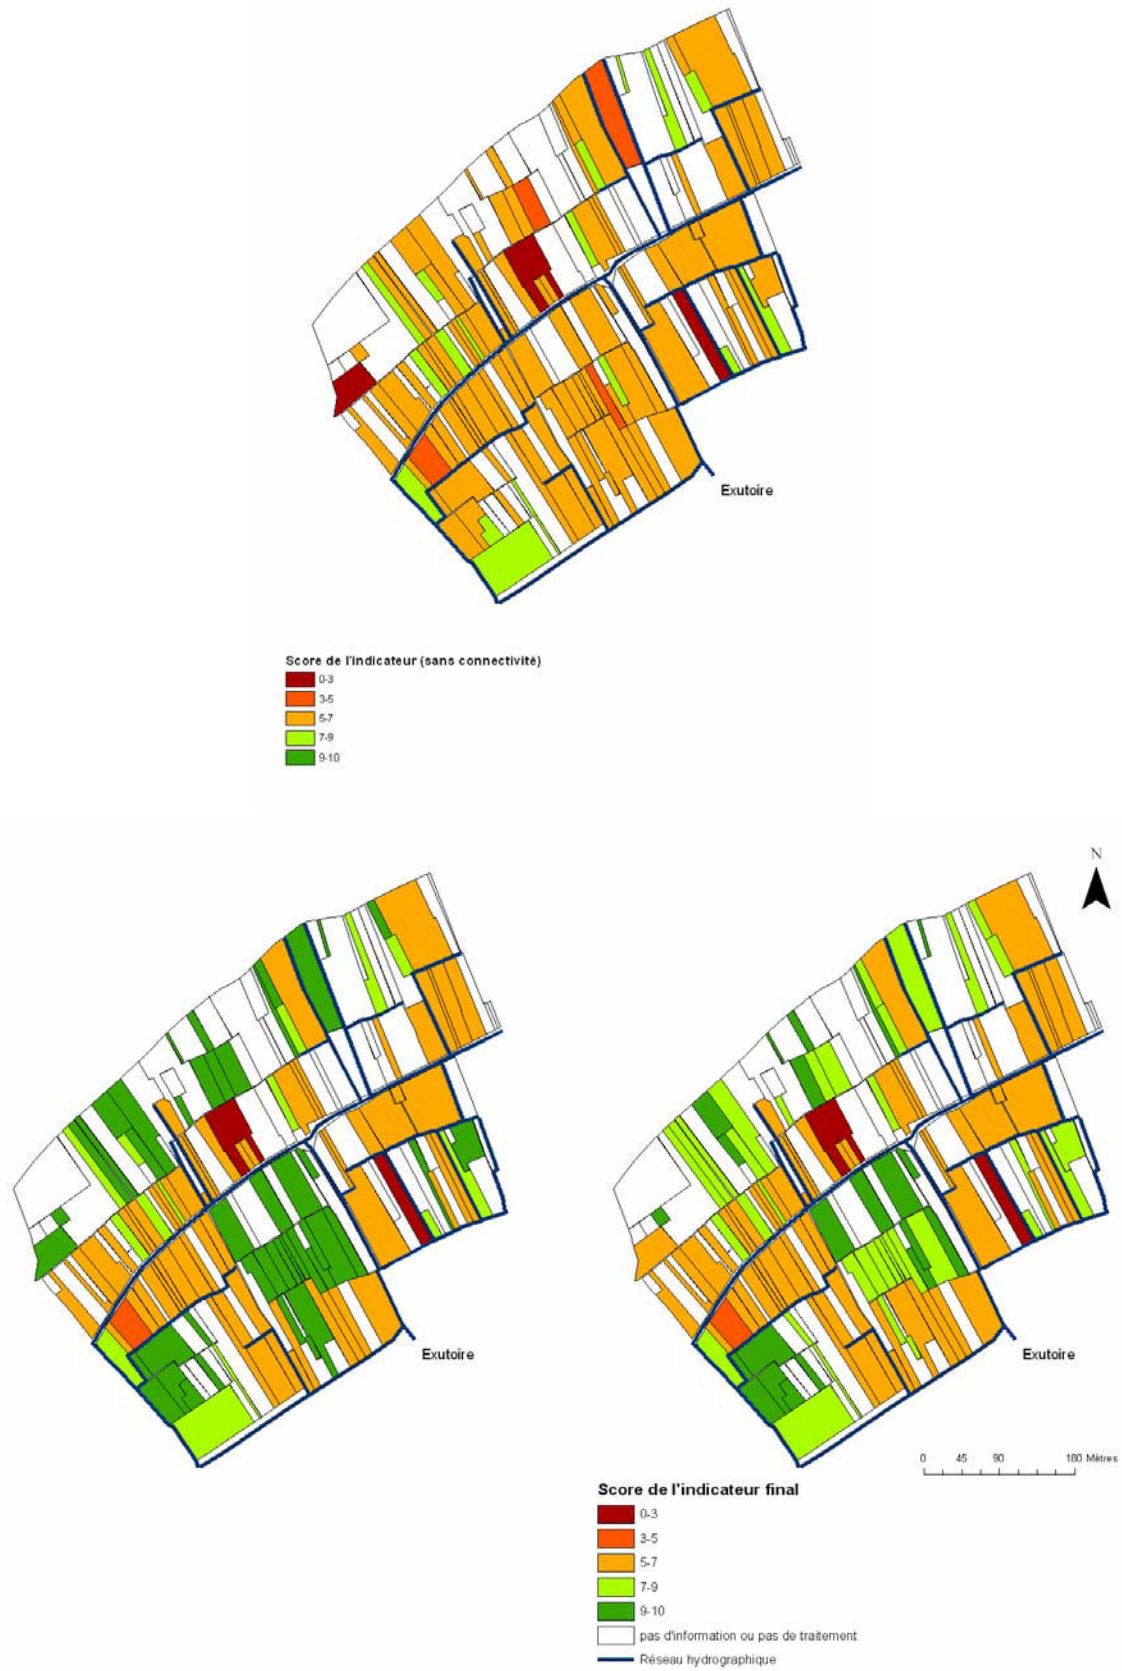 Exutoire
Score de l'indicateur (sans connectivité)
0-3
3-5
5-7
7-9
9-10
N
Exutoire
Exutoire
0 45 90 180 Mètres
Score de l'indicateur final
0-3
3-5
5-7
7-9
9-10
pas d'information ou pas de traitement
Réseau hydrographique